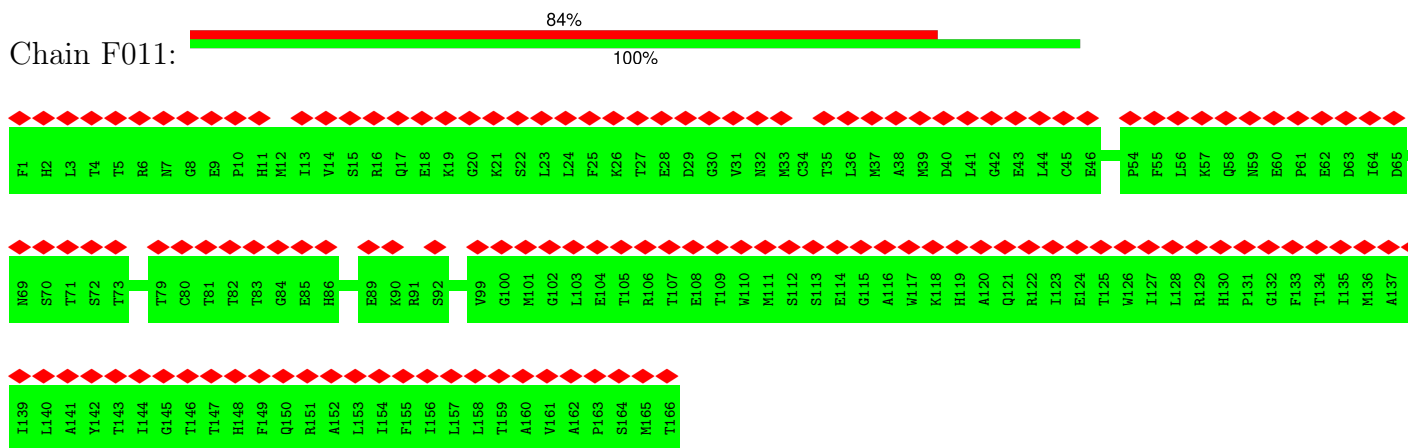 84%
Chain F011:
100%
F1 H2 L3 T4 T5 R6 N7 G8 E9 P10 H11 M12 I13 V14 S15 R16 Q17 E18 K19 G20 K21 S22 L23 L24 F25 K26 T27 E28 D29 G30 V31 N32 M33 C34 T35 L36 M37 A38 M39 D40 L41 G42 E43 L44 C45 E46 P54 F55 L56 K57 Q58 N59 E60 P61 E62 D63 I64 D65
N69 S70 T71 S72 T73 T79 C80 T81 T82 T83 G84 E85 H86 E89 K90 R91 S92 V99 G100 M101 G102 L103 E104 T105 R106 T107 E108 T109 W110 M111 S112 S113 E114 G115 A116 W117 K118 H119 A120 Q121 R122 I123 E124 T125 W126 I127 L128 R129 H130 P131 G132 F133 T134 I135 M136 A137
I139 L140 A141 Y142 T143 I144 G145 T146 T147 H148 F149 Q150 R151 A152 L153 I154 F155 I156 L157 L158 T159 A160 V161 A162 P163 S164 M165 T166